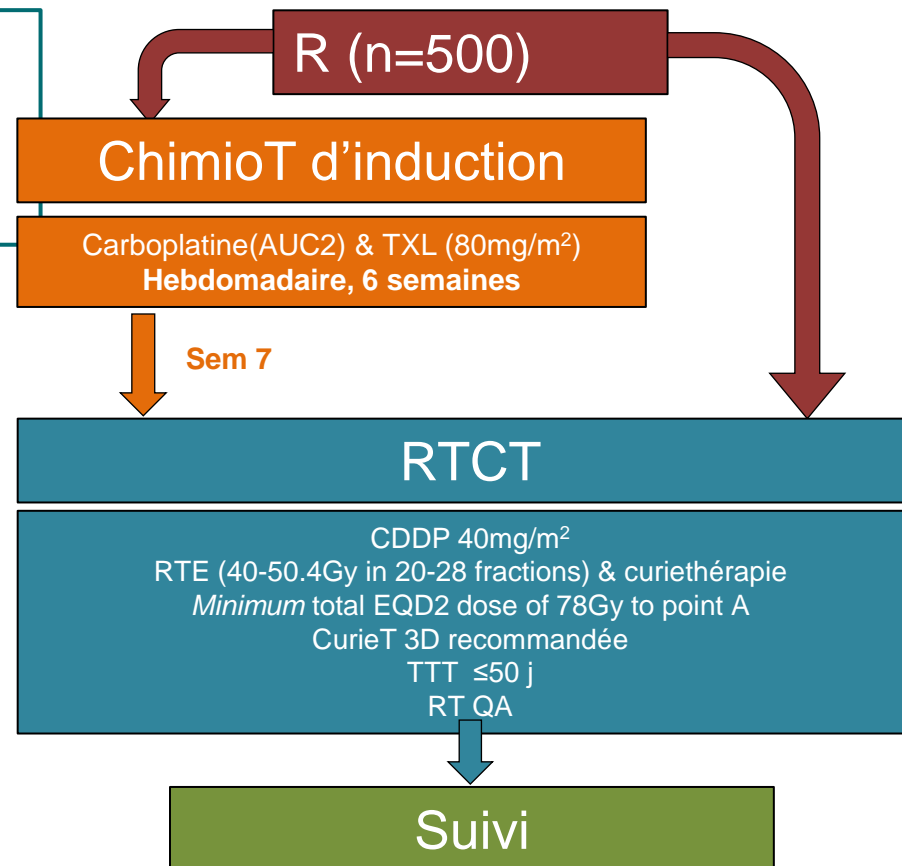 R (n=500)
ChimioT d'induction
Carboplatine(AUC2) & TXL (80mg/m²)
Hebdomadaire, 6 semaines
Sem 7
RTCT
CDDP 40mg/m²
RTE (40-50.4Gy in 20-28 fractions) & curiethérapie
Minimum total EQD2 dose of 78Gy to point A
CurieT 3D recommandée
TTT ≤50 j
RT QA
Suivi